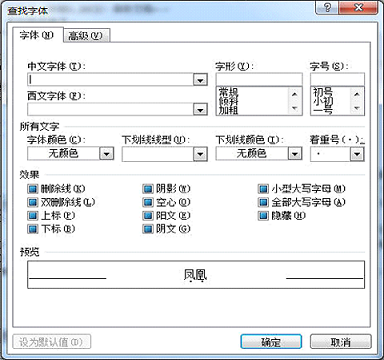 查找字体
字体(N) 高级(V)
中文字体(T): 字形(Y): 字号(S):
西文字体(X): 常规 初号
倾斜 小初
加粗 一号
所有文字
字体颜色(C): 下划线线型(U): 下划线颜色(I): 着重号(·):
无颜色 无颜色 ·
效果
删除线(K) 阴影(W) 小型大写字母(M)
双删除线(L) 空心(O) 全部大写字母(A)
上标(P) 阳文(E) 隐藏(H)
下标(B) 阴文(G)
预览
凤凰
设为默认值(D) 确定 取消